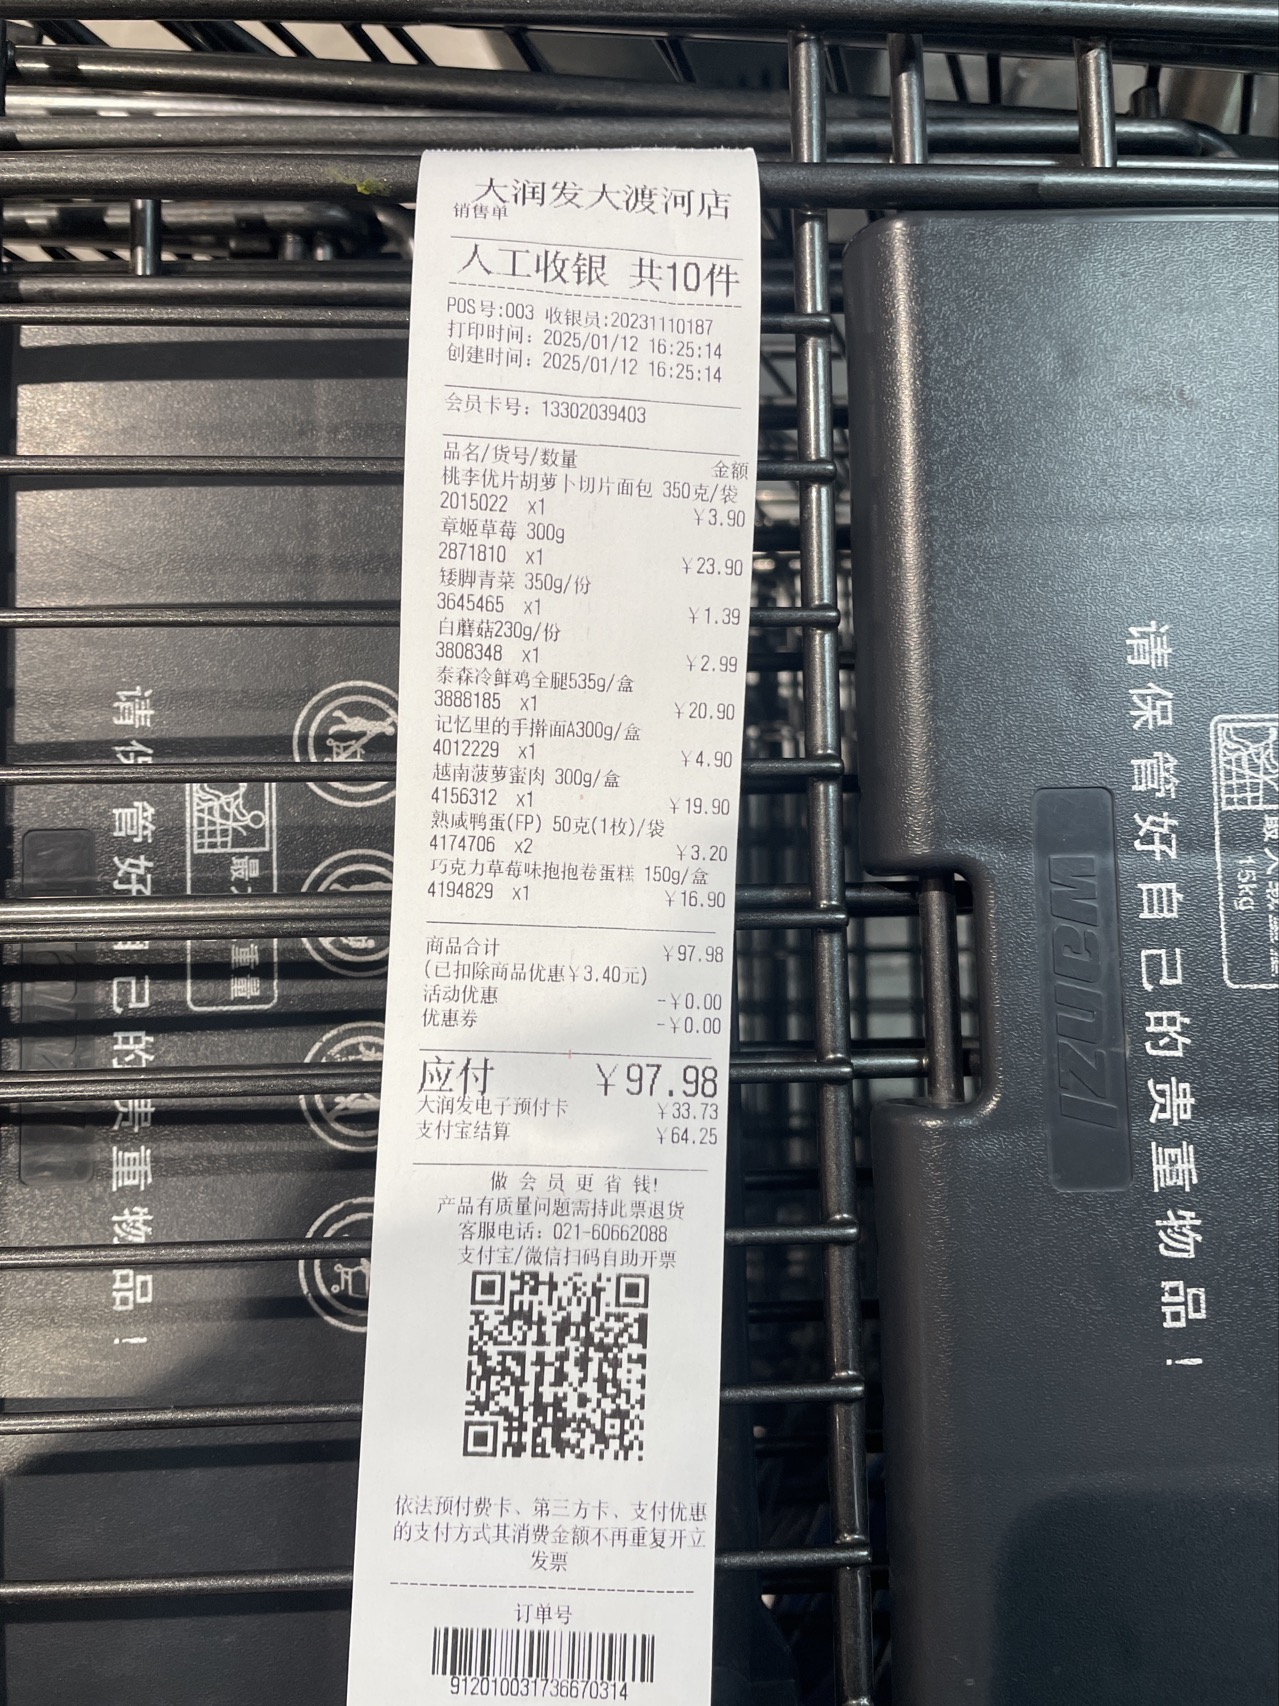 大润发大渡河店
销售单
人工收银 共10件
POS号:003 收银员:20231110187
打印时间: 2025/01/12 16:25:14
创建时间: 2025/01/12 16:25:14
会员卡号: 13302039403
品名/货号/数量 金额
桃李优片胡萝卜切片面包 350克/袋
2015022 x1 ¥3.90
章姬草莓 300g
2871810 x1 ¥23.90
矮脚青菜 350g/份
3645465 x1 ¥1.39
白蘑菇230g/份
3808348 x1 ¥2.99
泰森冷鲜鸡全腿535g/盒
3888185 x1 ¥20.90
记忆里的手擀面A300g/盒
4012229 x1 ¥4.90
越南菠萝蜜肉 300g/盒
4156312 x1 ¥19.90
熟咸鸭蛋(FP) 50克(1枚)/袋
4174706 x2 ¥3.20
巧克力草莓味抱抱卷蛋糕 150g/盒
4194829 x1 ¥16.90
商品合计 ¥97.98
(已扣除商品优惠¥3.40元)
活动优惠 -¥0.00
优惠券 -¥0.00
应付 ¥97.98
大润发电子预付卡 ¥33.73
支付宝结算 ¥64.25
做会员更省钱!
产品有质量问题需持此票退货
客服电话: 021-60662088
支付宝/微信扫码自助开票
依法预付费卡、第三方卡、支付优惠
的支付方式其消费金额不再重复开立
发票
订单号
912010031736670314
请保管好自己的贵重物品!
Wanzl
15kg
请保管好自己的贵重物品!
重量